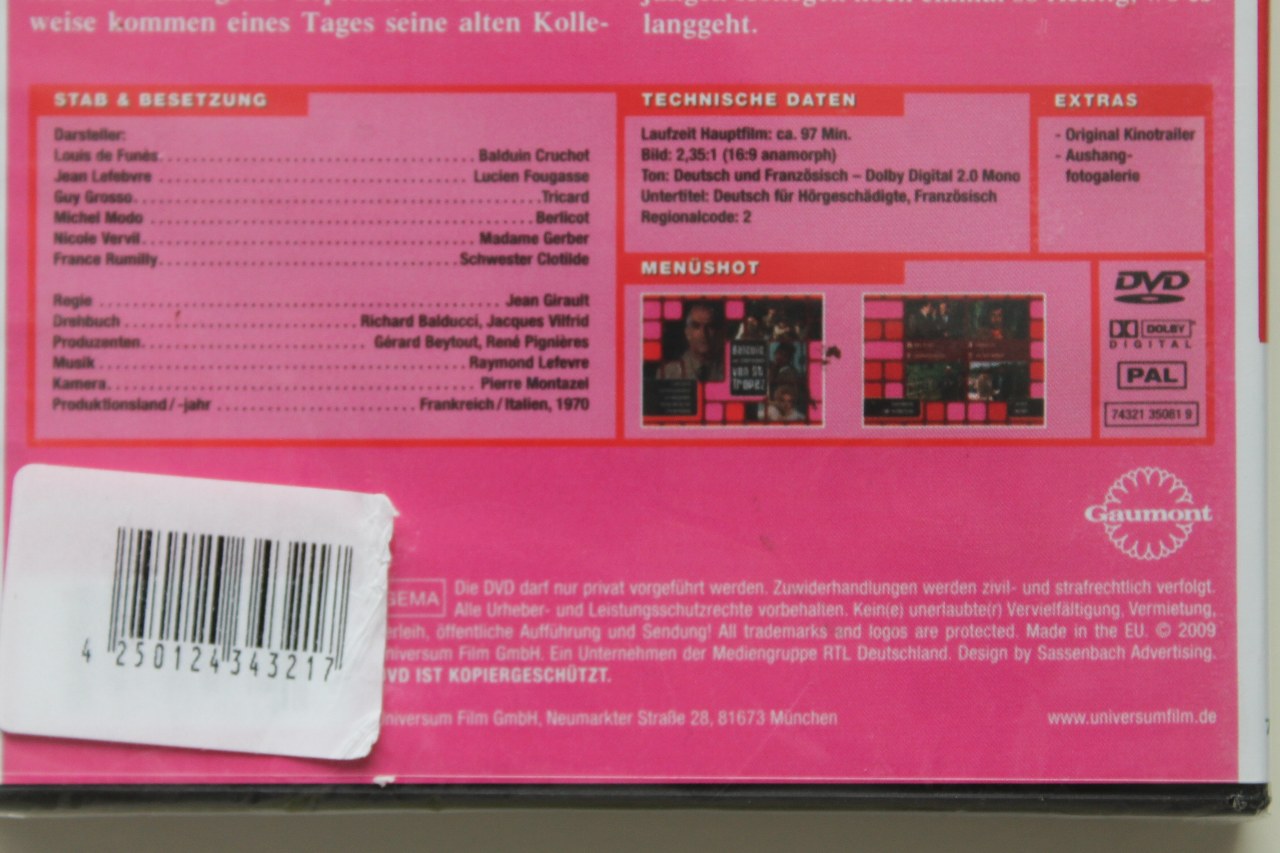 weise kommen eines Tages seine alten Kolle-
langgeht.
STAB & BESETZUNG
Darsteller:
Louis de Funès Balduin Cruchot
Jean Lefebvre Lucien Fougasse
Guy Grosso Tricard
Michel Modo Berlicot
Nicole Vervil Madame Gerber
France Rumilly Schwester Clotilde
Regie Jean Girault
Drehbuch Richard Balducci, Jacques Vilfrid
Produzenten Gérard Beytout, René Pignières
Musik Raymond Lefevre
Kamera Pierre Montazel
Produktionsland / -jahr Frankreich / Italien, 1970
TECHNISCHE DATEN
Laufzeit Hauptfilm: ca. 97 Min.
Bild: 2,35:1 (16:9 anamorph)
Ton: Deutsch und Französisch – Dolby Digital 2.0 Mono
Untertitel: Deutsch für Hörgeschädigte, Französisch
Regionalcode: 2
EXTRAS
- Original Kinotrailer
- Aushang-
fotogalerie
MENÜSHOT
DVD
DOLBY
DIGITAL
PAL
74321 35081 9
Gaumont
4 250124 343217
GEMA Die DVD darf nur privat vorgeführt werden. Zuwiderhandlungen werden zivil- und strafrechtlich verfolgt.
Alle Urheber- und Leistungsschutzrechte vorbehalten. Kein(e) unerlaubte(r) Vervielfältigung, Vermietung,
erleih, öffentliche Aufführung und Sendung! All trademarks and logos are protected. Made in the EU. © 2009
niversum Film GmbH. Ein Unternehmen der Mediengruppe RTL Deutschland. Design by Sassenbach Advertising.
VD IST KOPIERGESCHÜTZT.
niversum Film GmbH, Neumarkter Straße 28, 81673 München
www.universumfilm.de